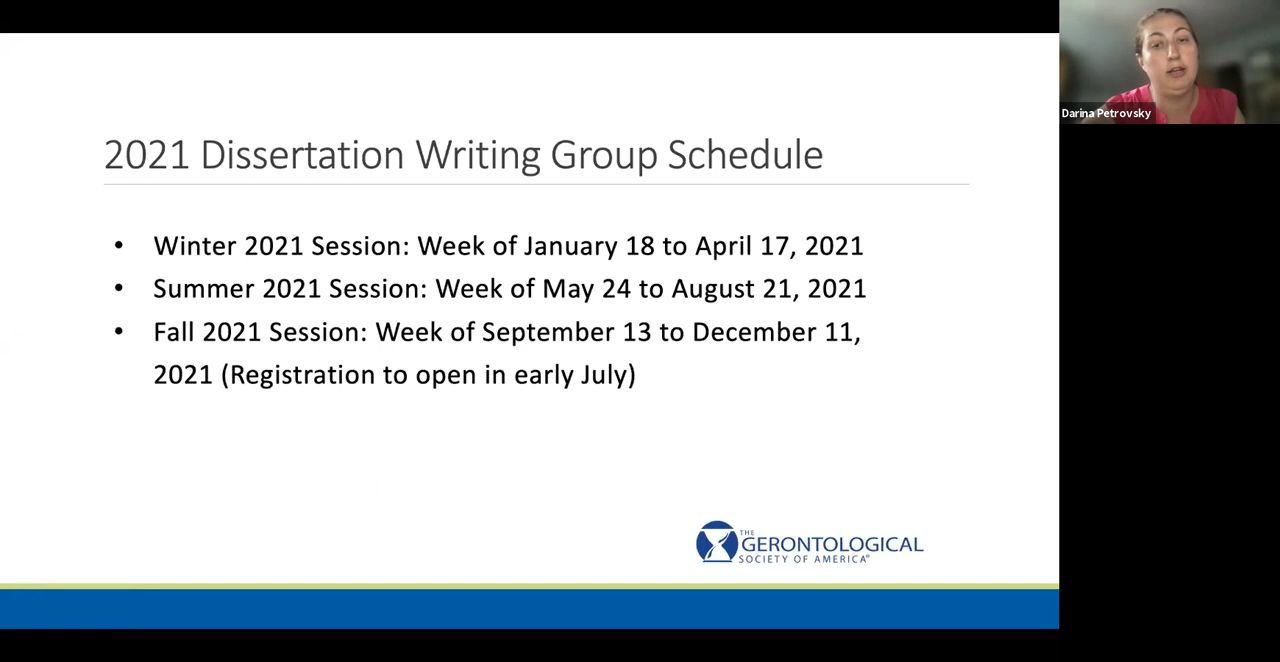 2021 Dissertation Writing Group Schedule
• Winter 2021 Session: Week of January 18 to April 17, 2021
• Summer 2021 Session: Week of May 24 to August 21, 2021
• Fall 2021 Session: Week of September 13 to December 11,
2021 (Registration to open in early July)
THE
GERONTOLOGICAL
SOCIETY OF AMERICA®
Darina Petrovsky